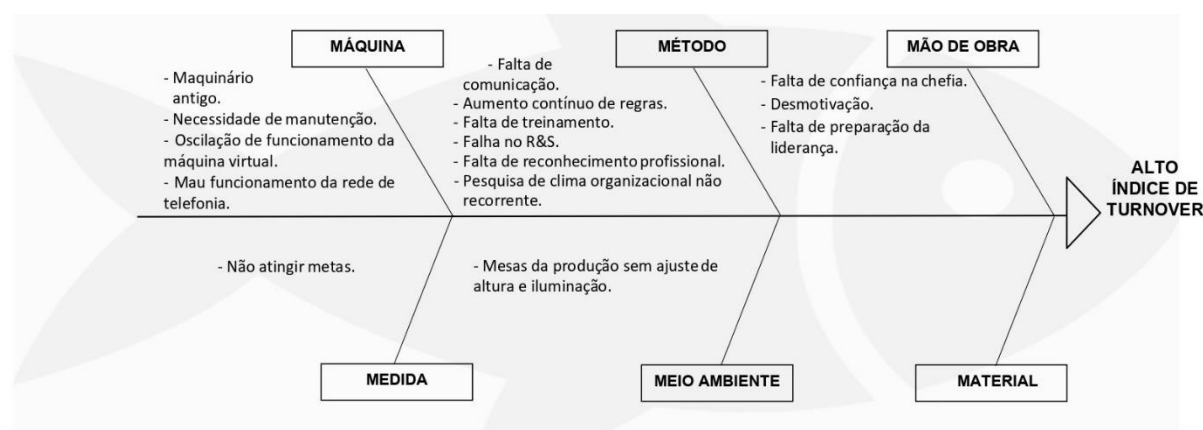 MÁQUINA
- Maquinário
antigo.
- Necessidade de manutenção.
- Oscilação de funcionamento da
máquina virtual.
- Mau funcionamento da rede de
telefonia.
MÉTODO
- Falta de
comunicação.
- Aumento contínuo de regras.
- Falta de treinamento.
- Falha no R&S.
- Falta de reconhecimento profissional.
- Pesquisa de clima organizacional não
recorrente.
MÃO DE OBRA
- Falta de confiança na chefia.
- Desmotivação.
- Falta de preparação da
liderança.
ALTO
ÍNDICE DE
TURNOVER
- Não atingir metas.
MEDIDA
- Mesas da produção sem ajuste de
altura e iluminação.
MEIO AMBIENTE
MATERIAL